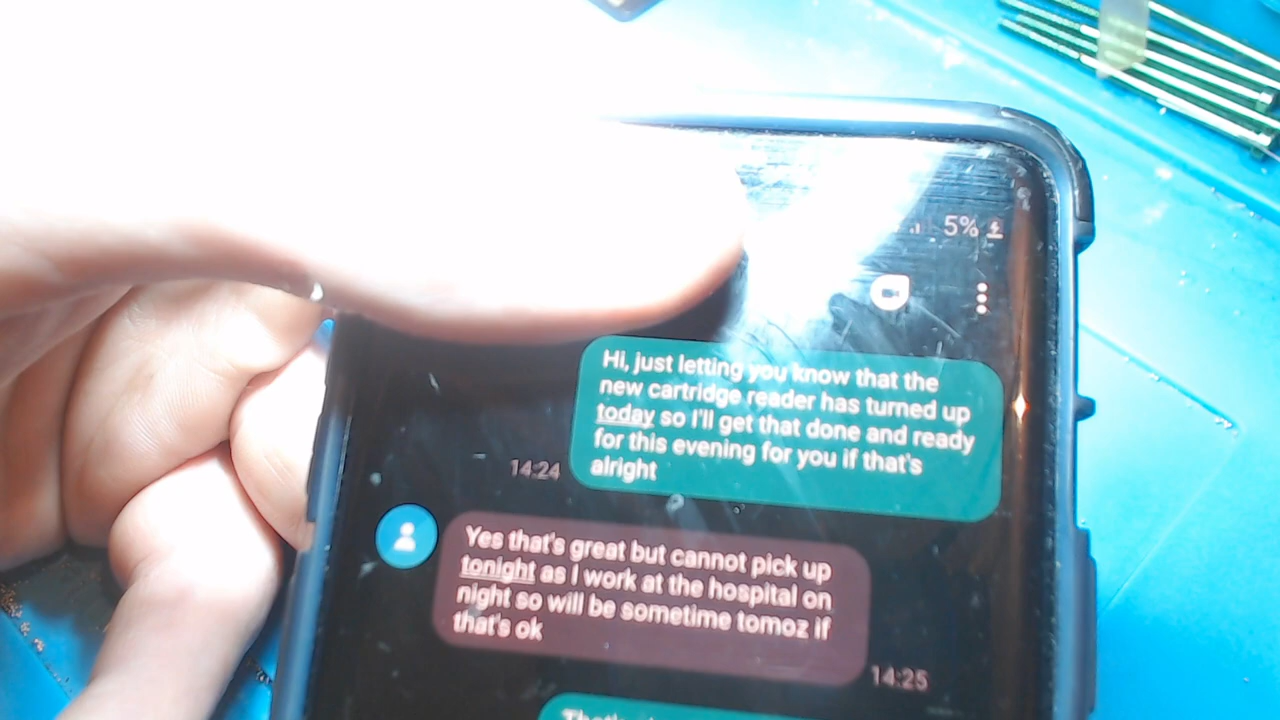 5%
Hi, just letting you know that the
new cartridge reader has turned up
today so I'll get that done and ready
for this evening for you if that's
alright
14:24
Yes that's great but cannot pick up
tonight as I work at the hospital on
night so will be sometime tomoz if
that's ok
14:25